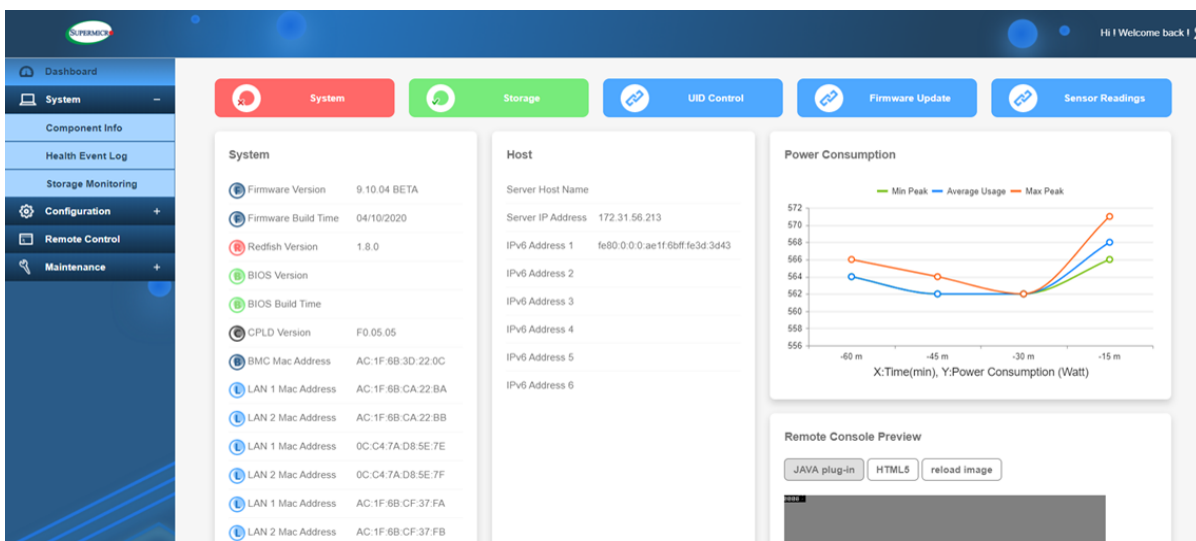 SUPERMICR
Hi ! Welcome back !
Dashboard
System −
Component Info
Health Event Log
Storage Monitoring
Configuration +
Remote Control
Maintenance +
System
Storage
UID Control
Firmware Update
Sensor Readings
System
F Firmware Version 9.10.04 BETA
F Firmware Build Time 04/10/2020
R Redfish Version 1.8.0
B BIOS Version
B BIOS Build Time
C CPLD Version F0.05.05
B BMC Mac Address AC:1F:6B:3D:22:0C
L LAN 1 Mac Address AC:1F:6B:CA:22:BA
L LAN 2 Mac Address AC:1F:6B:CA:22:BB
L LAN 1 Mac Address 0C:C4:7A:D8:5E:7E
L LAN 2 Mac Address 0C:C4:7A:D8:5E:7F
L LAN 1 Mac Address AC:1F:6B:CF:37:FA
L LAN 2 Mac Address AC:1F:6B:CF:37:FB
Host
Server Host Name
Server IP Address 172.31.56.213
IPv6 Address 1 fe80:0:0:0:ae1f:6bff:fe3d:3d43
IPv6 Address 2
IPv6 Address 3
IPv6 Address 4
IPv6 Address 5
IPv6 Address 6
Power Consumption
Min Peak Average Usage Max Peak
572
570
568
566
564
562
560
558
556
-60 m -45 m -30 m -15 m
X:Time(min), Y:Power Consumption (Watt)
Remote Console Preview
JAVA plug-in HTML5 reload image